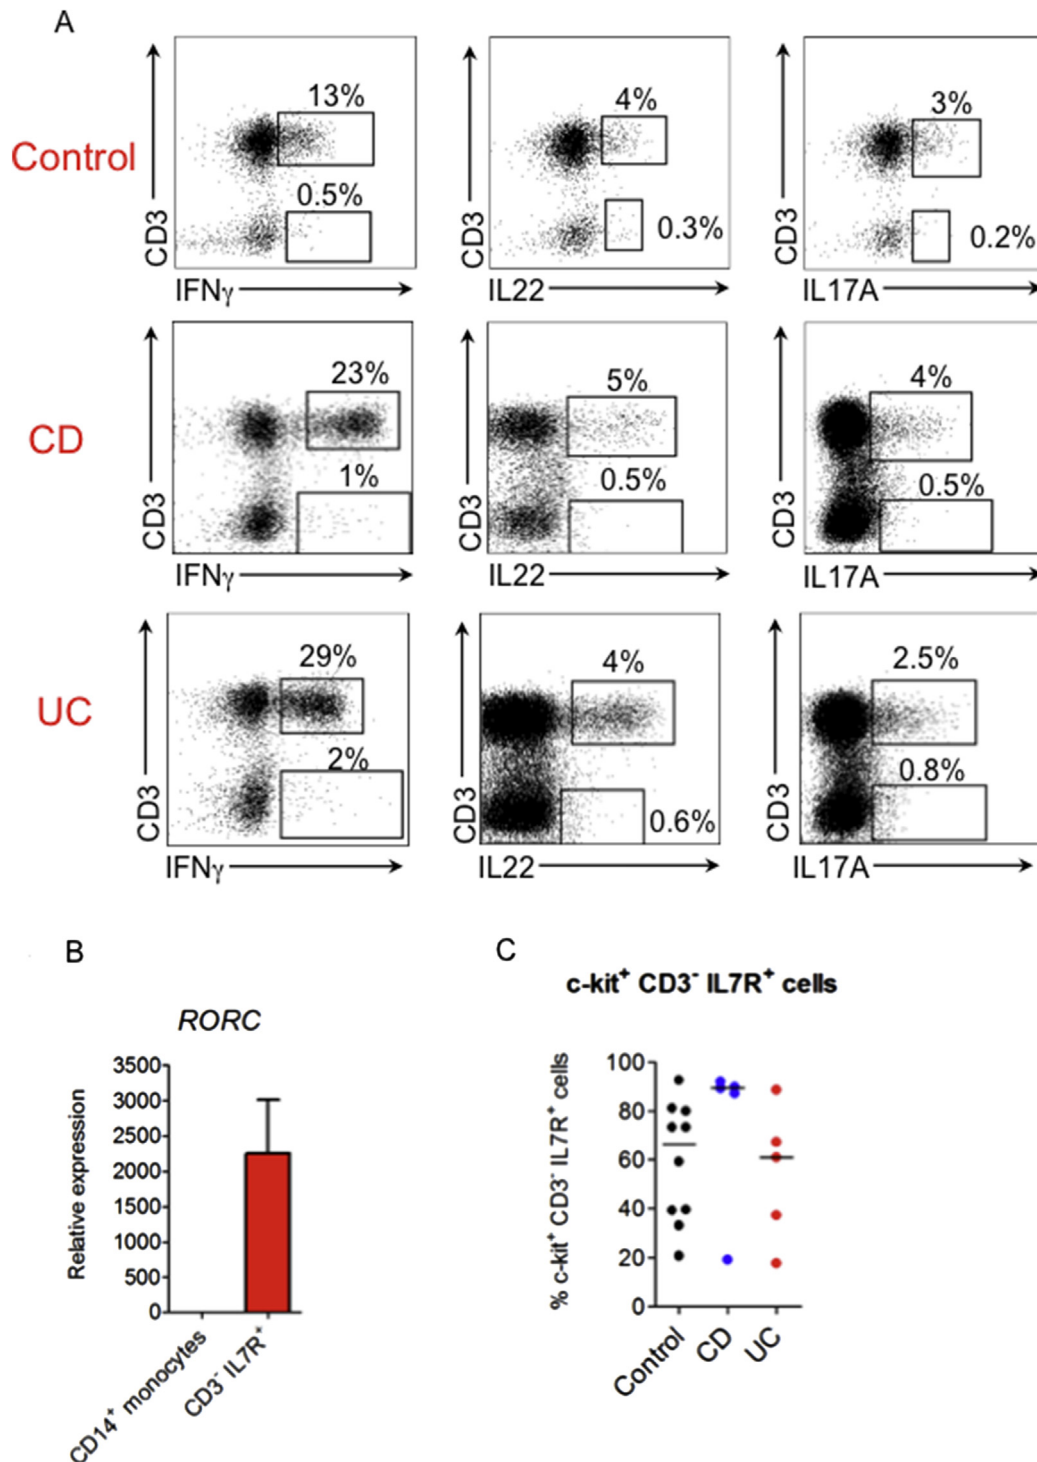 A
Control
CD3
13%
0.5%
IFNγ
CD3
4%
0.3%
IL22
CD3
3%
0.2%
IL17A
CD
CD3
23%
1%
IFNγ
CD3
5%
0.5%
IL22
CD3
4%
0.5%
IL17A
UC
CD3
29%
2%
IFNγ
CD3
4%
0.6%
IL22
CD3
2.5%
0.8%
IL17A
B
RORC
Relative expression
3500
3000
2500
2000
1500
1000
500
0
CD14⁺ monocytes
CD3⁻ IL7R⁺
C
c-kit⁺ CD3⁻ IL7R⁺ cells
% c-kit⁺ CD3⁻ IL7R⁺ cells
100
80
60
40
20
0
Control
CD
UC